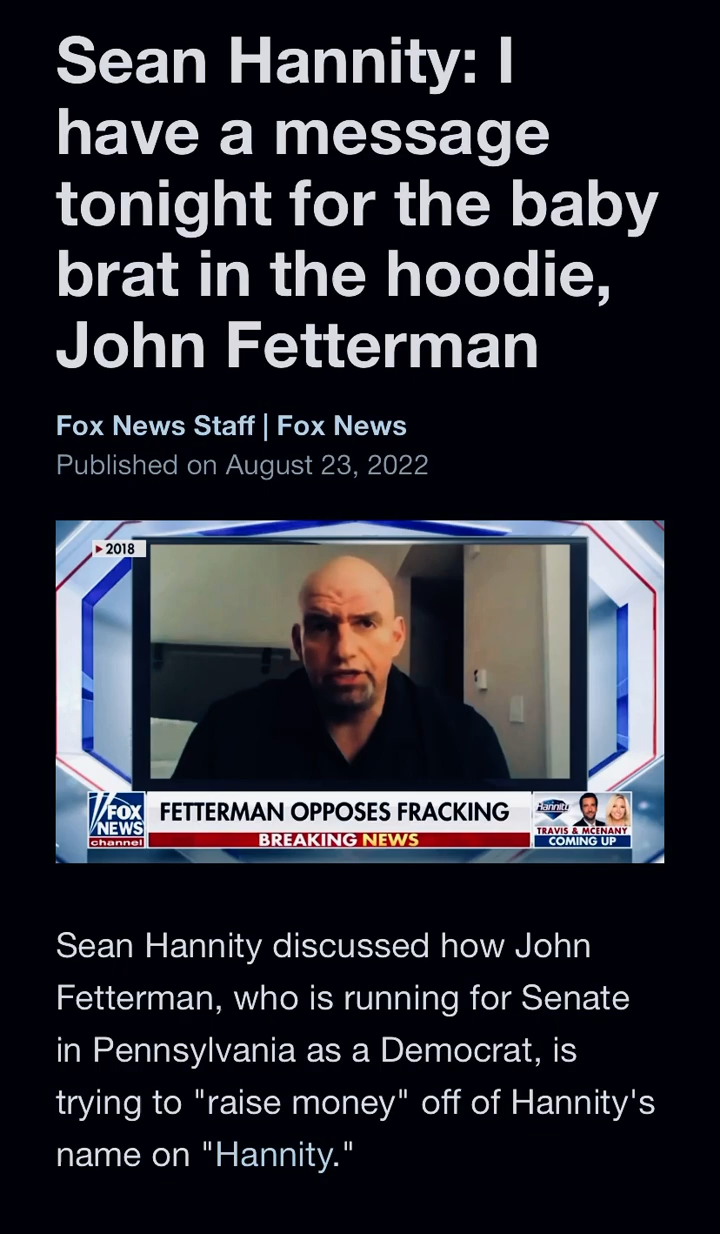 Sean Hannity: I
have a message
tonight for the baby
brat in the hoodie,
John Fetterman
Fox News Staff | Fox News
Published on August 23, 2022
2018
FOX
NEWS
channel
FETTERMAN OPPOSES FRACKING
BREAKING NEWS
Hannity
TRAVIS & MCENANY
COMING UP
Sean Hannity discussed how John
Fetterman, who is running for Senate
in Pennsylvania as a Democrat, is
trying to "raise money" off of Hannity's
name on "Hannity."